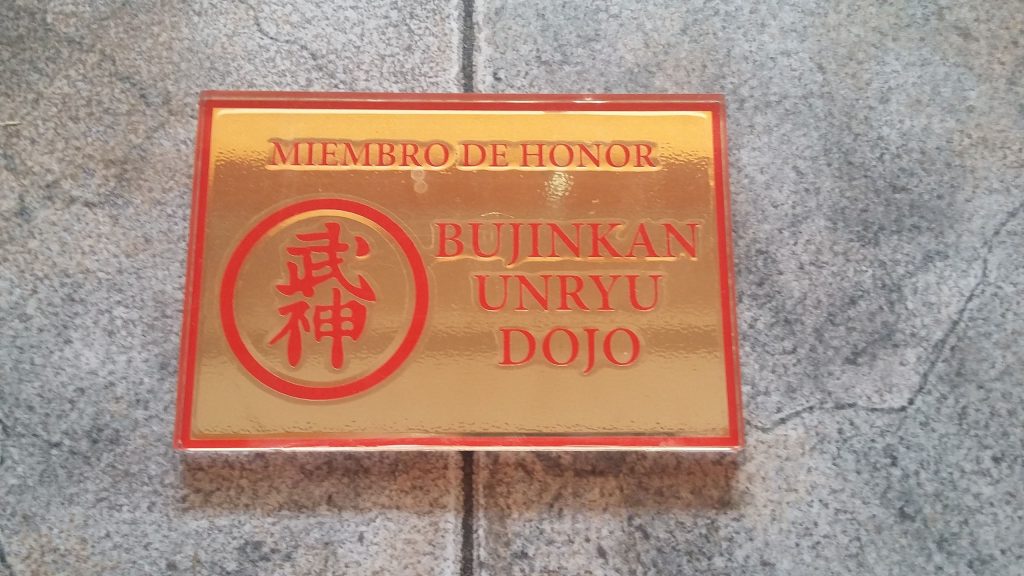 MIEMBRO DE HONOR
武神
BUJINKAN
UNRYU
DOJO